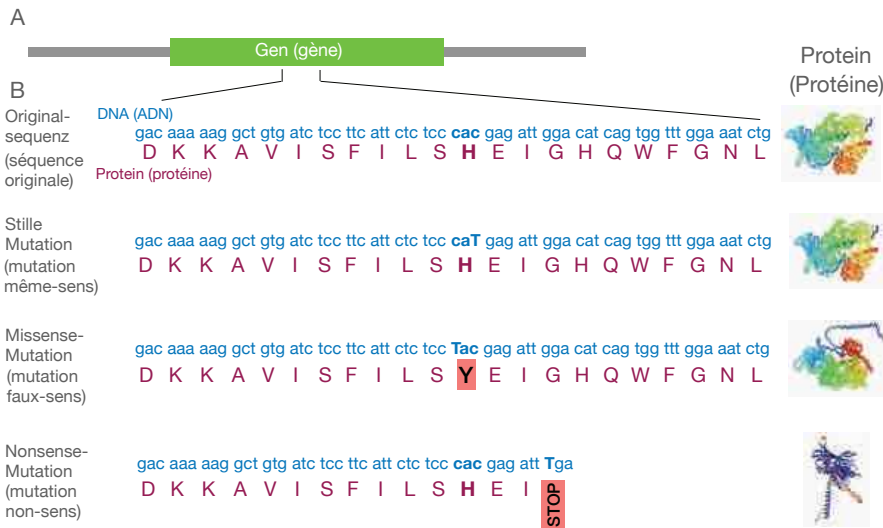 A
Gen (gène)
Protein
(Protéine)
B
Original-
sequenz
(séquence
originale)
DNA (ADN)
gac aaa aag gct gtg atc tcc ttc att ctc tcc cac gag att gga cat cag tgg ttt gga aat ctg
D K K A V I S F I L S H E I G H Q W F G N L
Protein (protéine)
Stille
Mutation
(mutation
même-sens)
gac aaa aag gct gtg atc tcc ttc att ctc tcc caT gag att gga cat cag tgg ttt gga aat ctg
D K K A V I S F I L S H E I G H Q W F G N L
Missense-
Mutation
(mutation
faux-sens)
gac aaa aag gct gtg atc tcc ttc att ctc tcc Tac gag att gga cat cag tgg ttt gga aat ctg
D K K A V I S F I L S Y E I G H Q W F G N L
Nonsense-
Mutation
(mutation
non-sens)
gac aaa aag gct gtg atc tcc ttc att ctc tcc cac gag att Tga
D K K A V I S F I L S H E I STOP